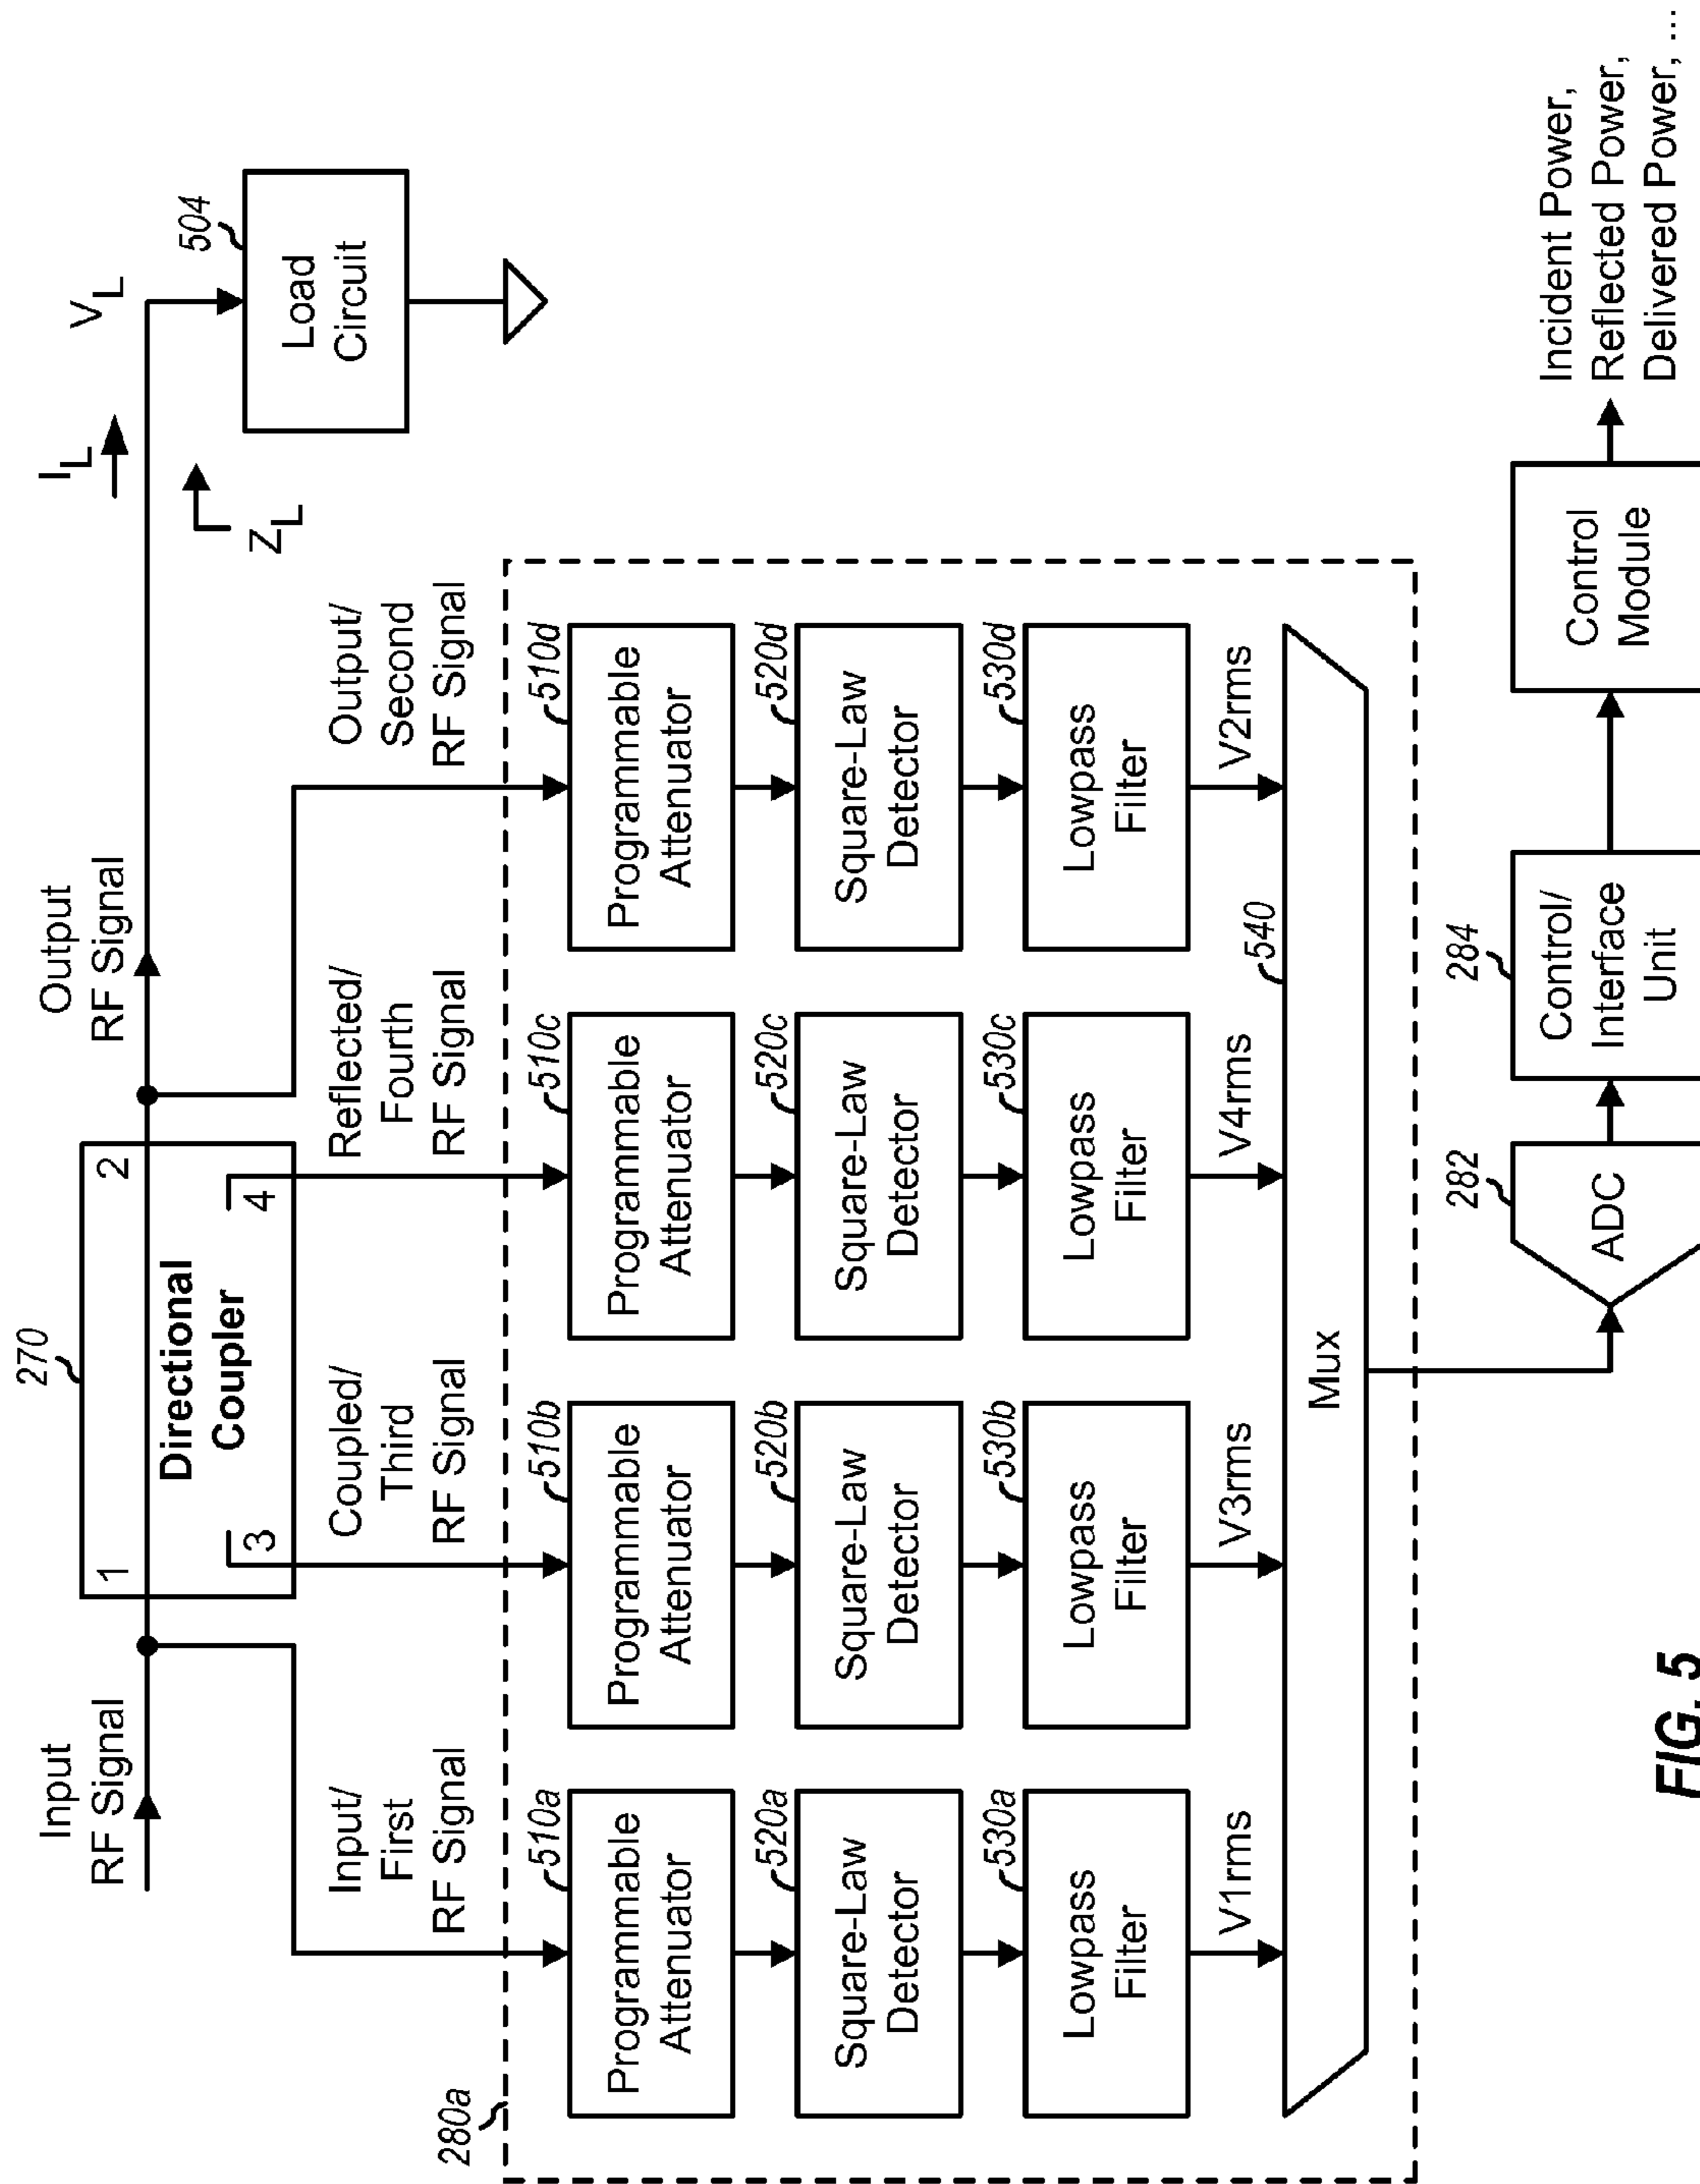 270
Input
RF Signal
Output
RF Signal
I_L
V_L
Z_L
504
Load
Circuit
1
2
Directional
Coupler
3
4
Input/
First
RF Signal
Coupled/
Third
RF Signal
Reflected/
Fourth
RF Signal
Output/
Second
RF Signal
280a
510a
Programmable
Attenuator
510b
Programmable
Attenuator
510c
Programmable
Attenuator
510d
Programmable
Attenuator
520a
Square-Law
Detector
520b
Square-Law
Detector
520c
Square-Law
Detector
520d
Square-Law
Detector
530a
Lowpass
Filter
530b
Lowpass
Filter
530c
Lowpass
Filter
530d
Lowpass
Filter
V1rms
V3rms
V4rms
V2rms
540
Mux
282
ADC
284
Control/
Interface
Unit
Control
Module
Incident Power,
Reflected Power,
Delivered Power, ...
FIG. 5